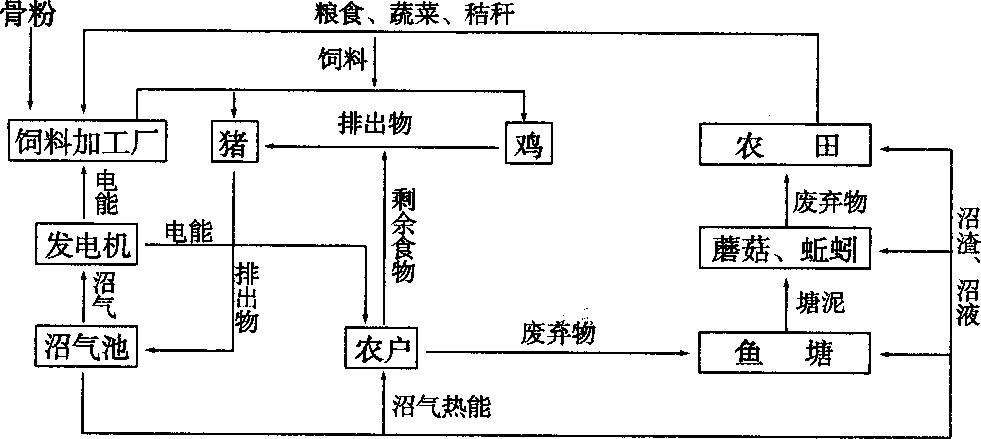 骨粉
粮食、蔬菜、秸秆
饲料
饲料加工厂
猪
排出物
鸡
农 田
电能
剩余食物
废弃物
沼渣、沼液
发电机
电能
蘑菇、蚯蚓
沼气
排出物
塘泥
沼气池
农户
废弃物
鱼 塘
沼气热能